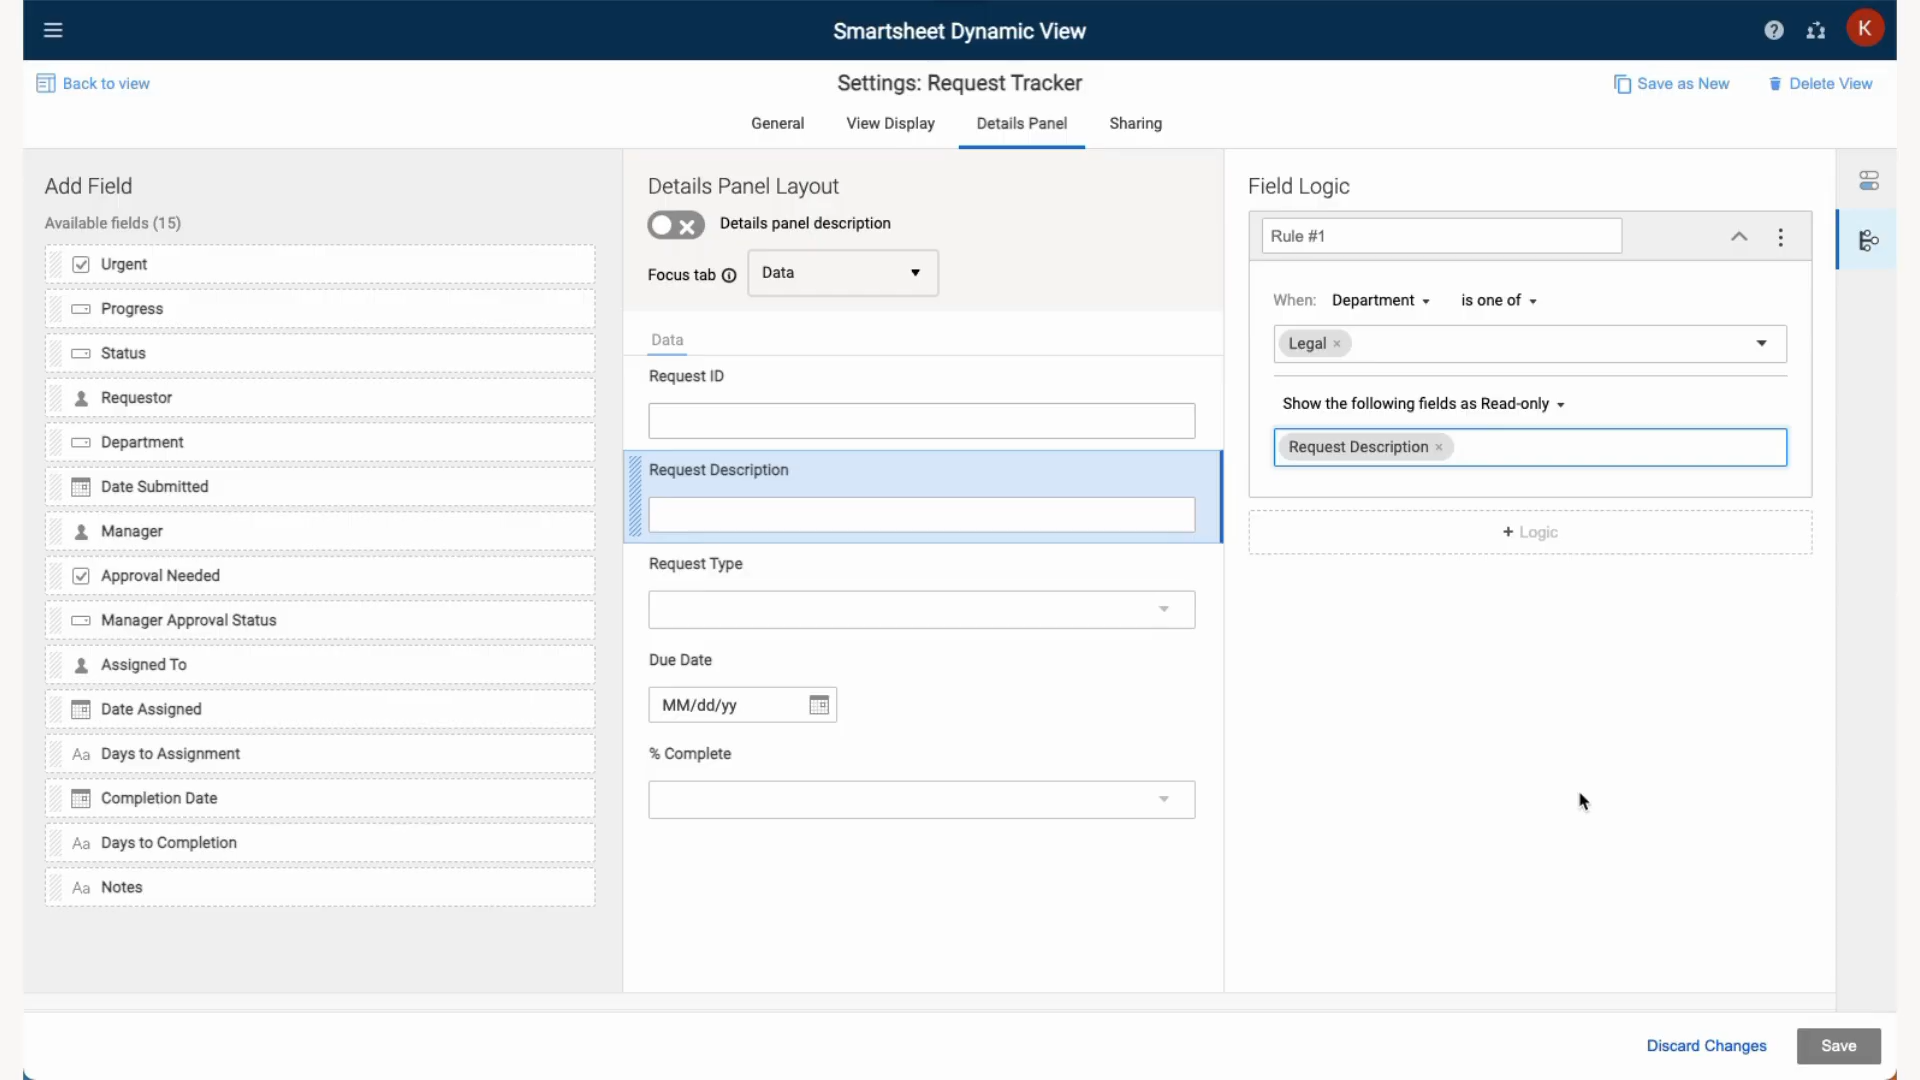 Smartsheet Dynamic View
K
Back to view
Settings: Request Tracker
Save as New
Delete View
General
View Display
Details Panel
Sharing
Add Field
Available fields (15)
Urgent
Progress
Status
Requestor
Department
Date Submitted
Manager
Approval Needed
Manager Approval Status
Assigned To
Date Assigned
Aa Days to Assignment
Completion Date
Aa Days to Completion
Aa Notes
Details Panel Layout
Details panel description
Focus tab
Data
Data
Request ID
Request Description
Request Type
Due Date
MM/dd/yy
% Complete
Field Logic
Rule #1
When: Department is one of
Legal ×
Show the following fields as Read-only
Request Description ×
+ Logic
Discard Changes
Save